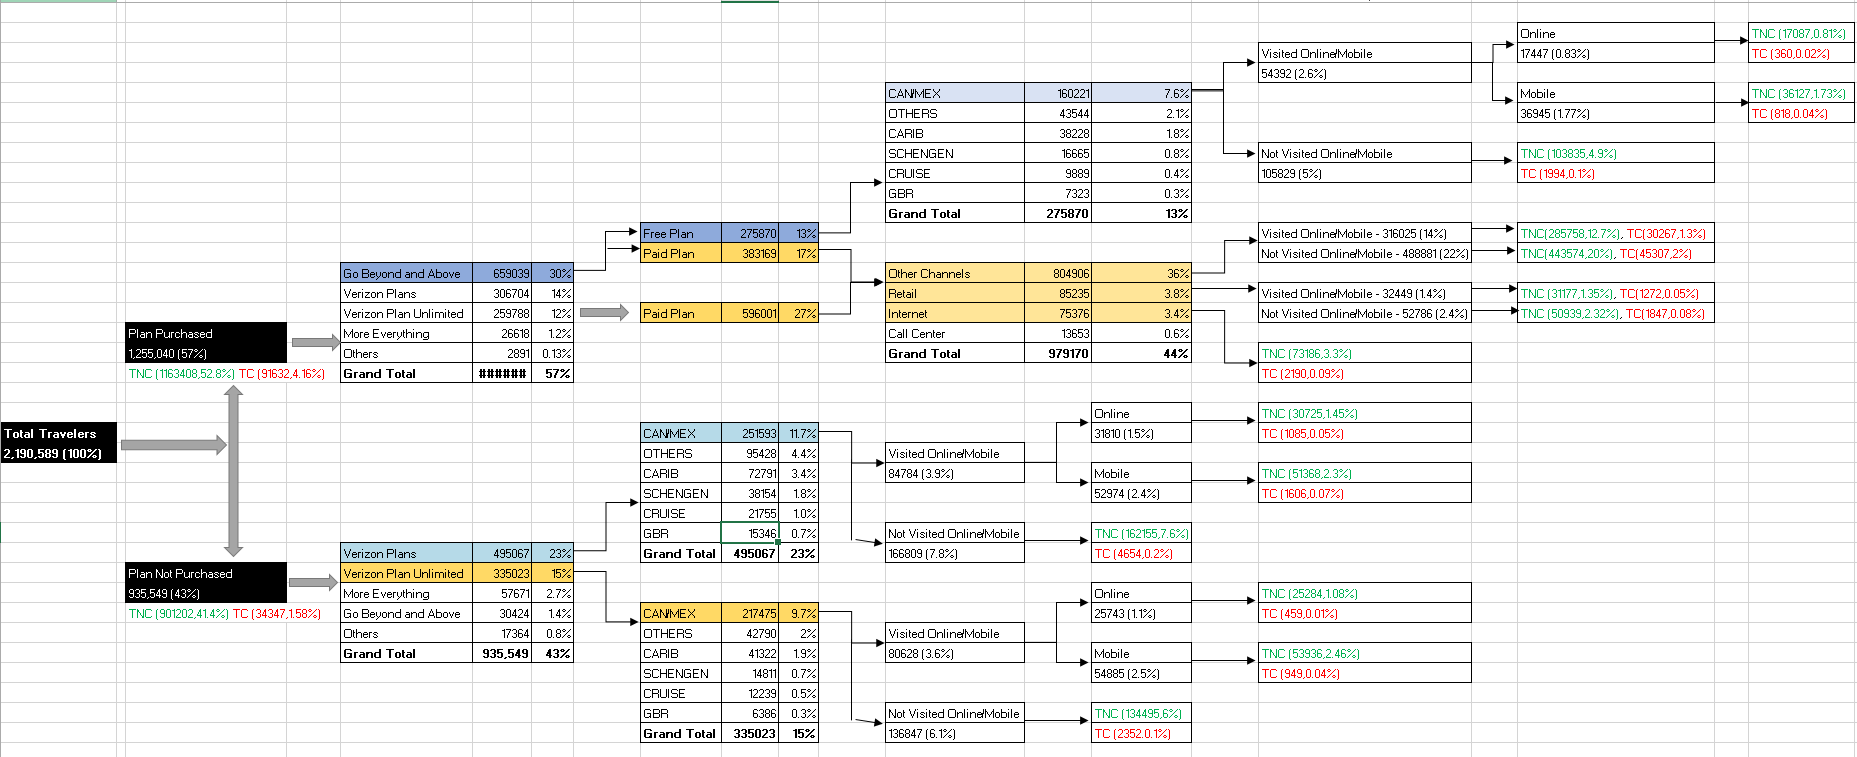 Total Travelers
2,190,589 (100%)
Plan Purchased
1,255,040 (57%)
TNC (1163408,52.8%) TC (91632,4.16%)
Plan Not Purchased
935,549 (43%)
TNC (901202,41.4%) TC (34347,1.58%)
Go Beyond and Above 659039 30%
Verizon Plans 306704 14%
Verizon Plan Unlimited 259788 12%
More Everything 26618 1.2%
Others 2891 0.13%
Grand Total ###### 57%
Free Plan 275870 13%
Paid Plan 383169 17%
Paid Plan 596001 27%
CAN/MEX 160221 7.6%
OTHERS 43544 2.1%
CARIB 38228 1.8%
SCHENGEN 16665 0.8%
CRUISE 9889 0.4%
GBR 7323 0.3%
Grand Total 275870 13%
Visited Online/Mobile
54392 (2.6%)
Online
17447 (0.83%)
TNC (17087,0.81%)
TC (360,0.02%)
Mobile
36945 (1.77%)
TNC (36127,1.73%)
TC (818,0.04%)
Not Visited Online/Mobile
105829 (5%)
TNC (103835,4.9%)
TC (1994,0.1%)
Other Channels 804906 36%
Retail 85235 3.8%
Internet 75376 3.4%
Call Center 13653 0.6%
Grand Total 979170 44%
Visited Online/Mobile - 316025 (14%)
Not Visited Online/Mobile - 488881 (22%)
TNC(285758,12.7%), TC(30267,1.3%)
TNC(443574,20%), TC(45307,2%)
Visited Online/Mobile - 32449 (1.4%)
Not Visited Online/Mobile - 52786 (2.4%)
TNC (31177,1.35%), TC(1272,0.05%)
TNC (50939,2.32%), TC(1847,0.08%)
TNC (73186,3.3%)
TC (2190,0.09%)
Verizon Plans 495067 23%
Verizon Plan Unlimited 335023 15%
More Everything 57671 2.7%
Go Beyond and Above 30424 1.4%
Others 17364 0.8%
Grand Total 935,549 43%
CAN/MEX 251593 11.7%
OTHERS 95428 4.4%
CARIB 72791 3.4%
SCHENGEN 38154 1.8%
CRUISE 21755 1.0%
GBR 15346 0.7%
Grand Total 495067 23%
Visited Online/Mobile
84784 (3.9%)
Online
31810 (1.5%)
TNC (30725,1.45%)
TC (1085,0.05%)
Mobile
52974 (2.4%)
TNC (51368,2.3%)
TC (1606,0.07%)
Not Visited Online/Mobile
166809 (7.8%)
TNC (162155,7.6%)
TC (4654,0.2%)
CAN/MEX 217475 9.7%
OTHERS 42790 2%
CARIB 41322 1.9%
SCHENGEN 14811 0.7%
CRUISE 12239 0.5%
GBR 6386 0.3%
Grand Total 335023 15%
Visited Online/Mobile
80628 (3.6%)
Online
25743 (1.1%)
TNC (25284,1.08%)
TC (459,0.01%)
Mobile
54885 (2.5%)
TNC (53936,2.46%)
TC (949,0.04%)
Not Visited Online/Mobile
136847 (6.1%)
TNC (134495,6%)
TC (2352.0.1%)